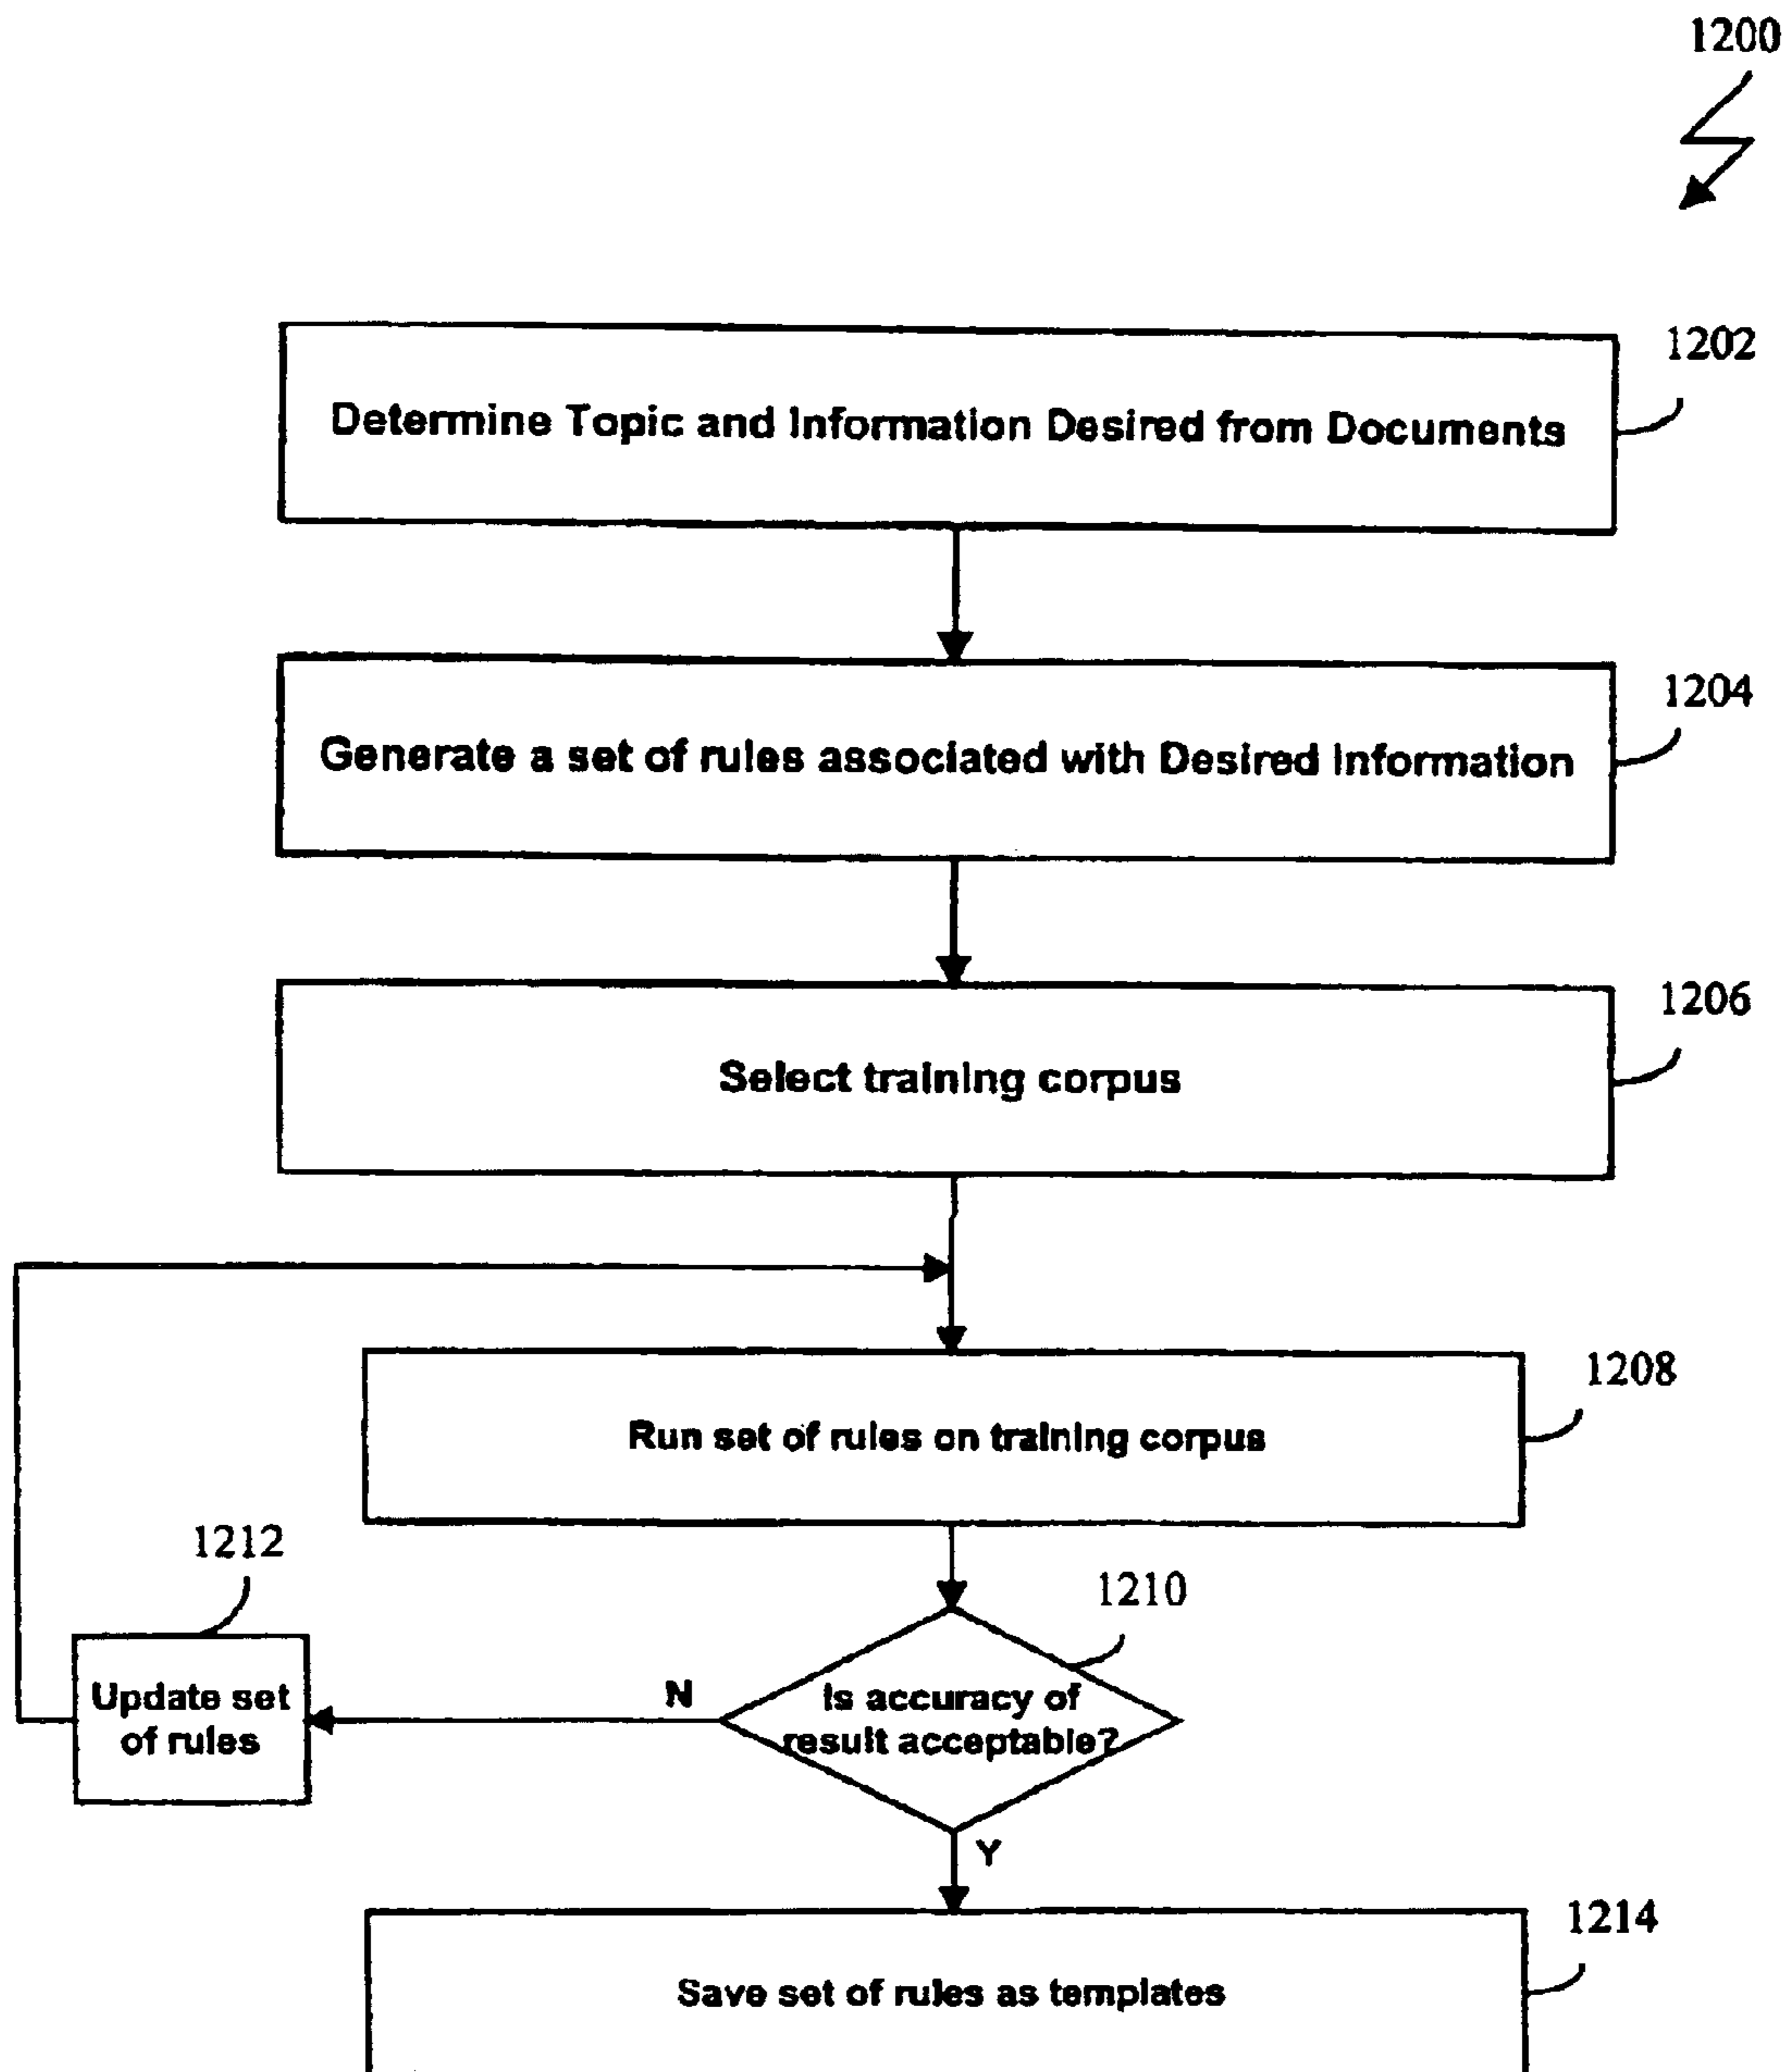 1200
1202
Determine Topic and Information Desired from Documents
1204
Generate a set of rules associated with Desired Information
1206
Select training corpus
1208
Run set of rules on training corpus
1212
1210
Update set
of rules
N
Is accuracy of
result acceptable?
Y
1214
Save set of rules as templates